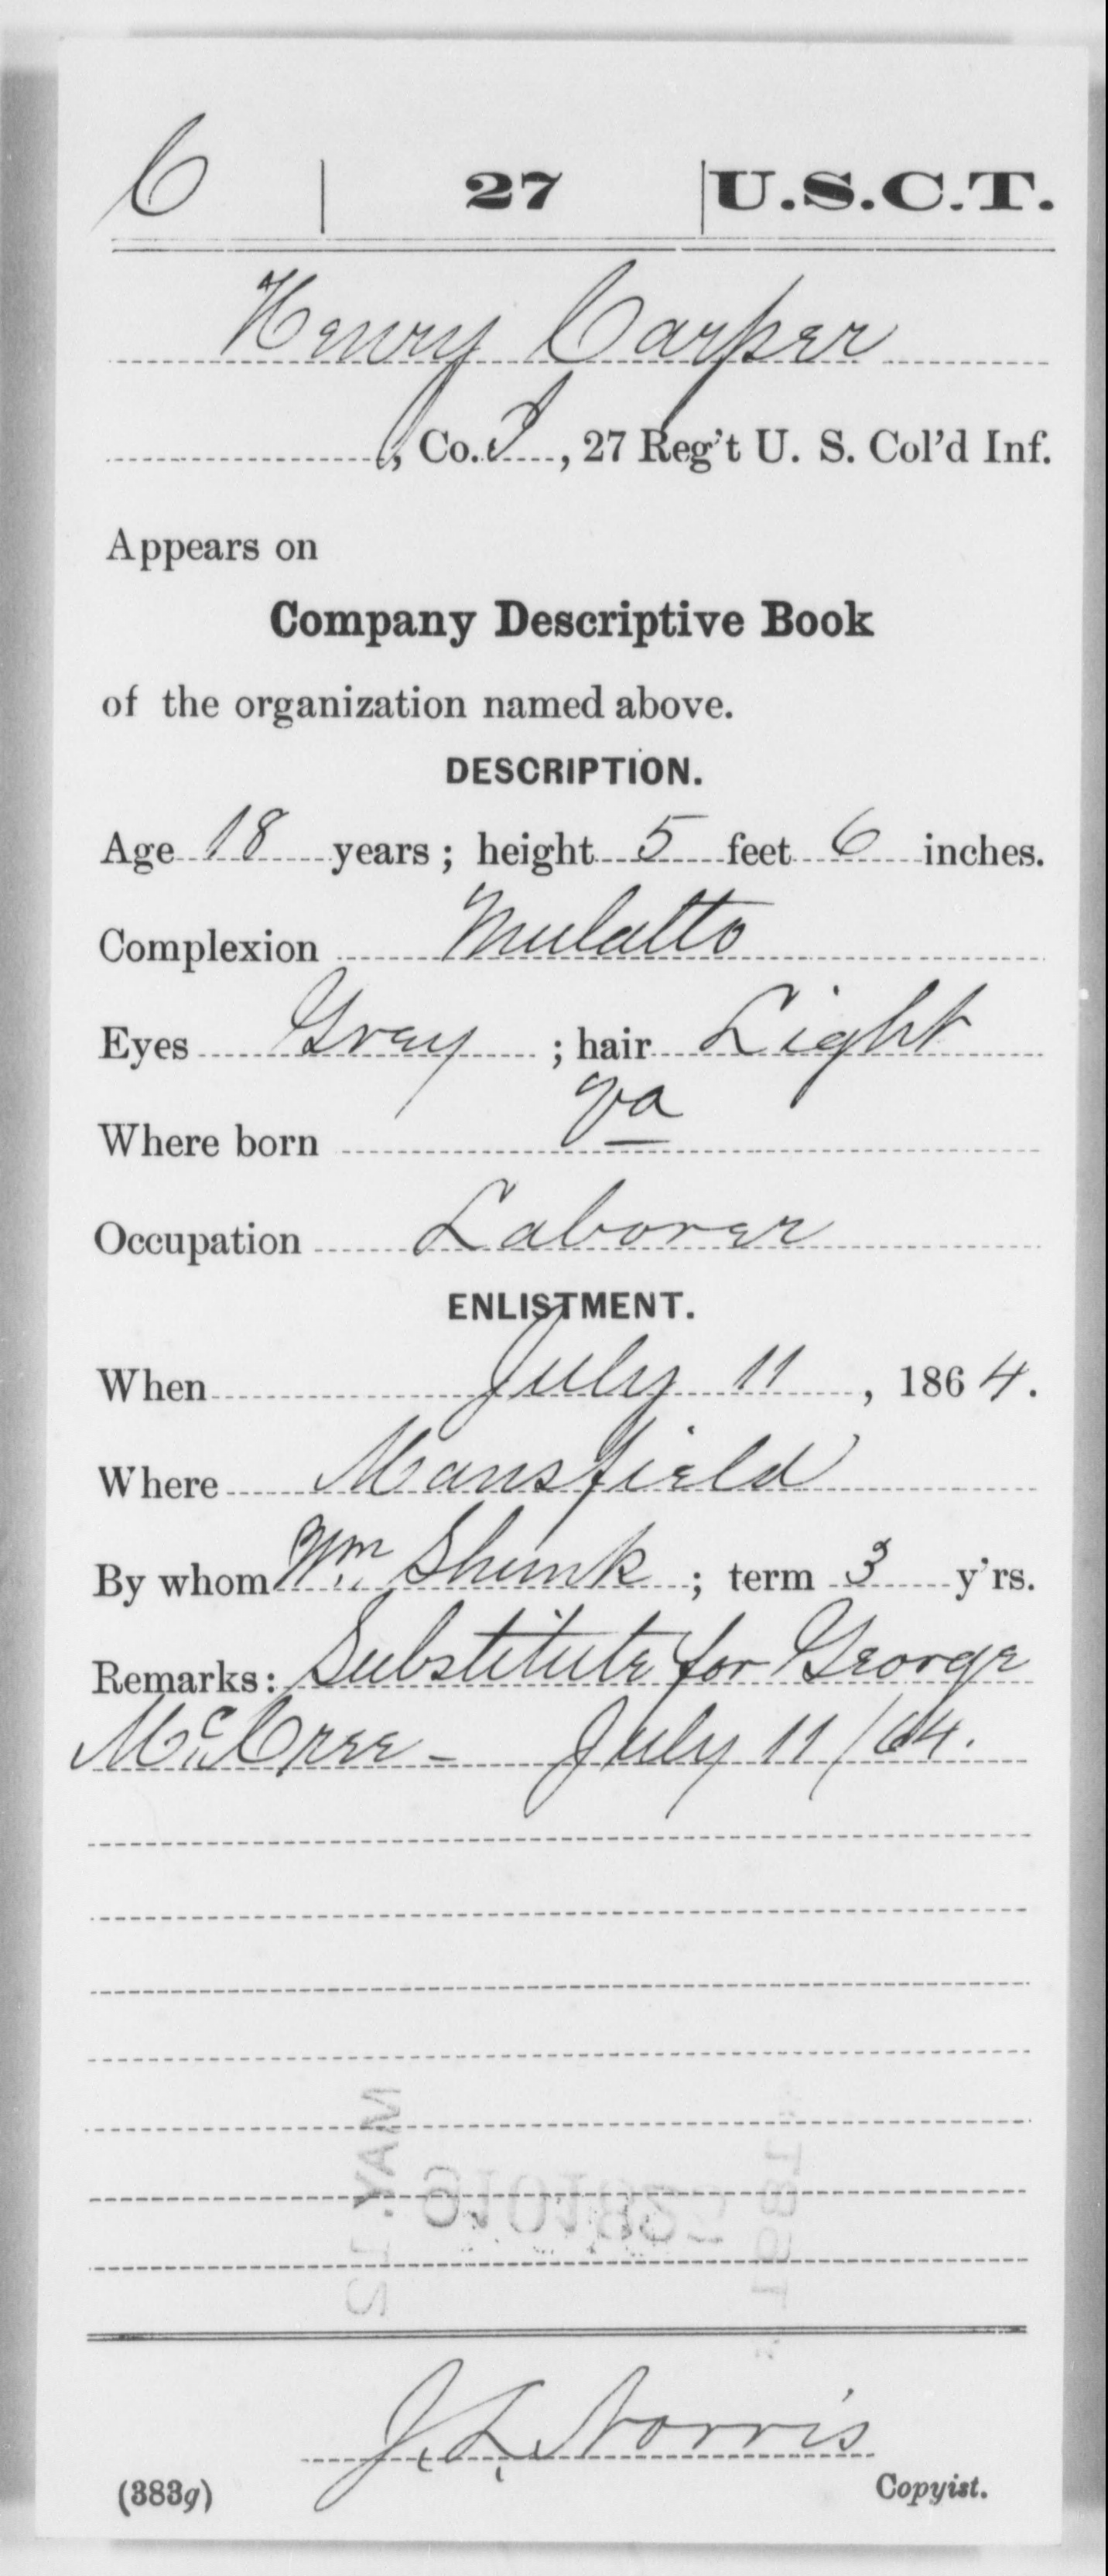 C | 27 | U.S.C.T.
Henry Carper
, Co. I, 27 Reg't U. S. Col'd Inf.
Appears on
Company Descriptive Book
of the organization named above.
DESCRIPTION.
Age 18 years; height 5 feet 6 inches.
Complexion Mulatto
Eyes Gray; hair Light
Where born Va
Occupation Laborer
ENLISTMENT.
When July 11, 1864.
Where Mansfield
By whom Wm Shunk; term 3 y'rs.
Remarks: Substitute for George
McCree - July 11/64.
J. L. Norris
(383g) Copyist.